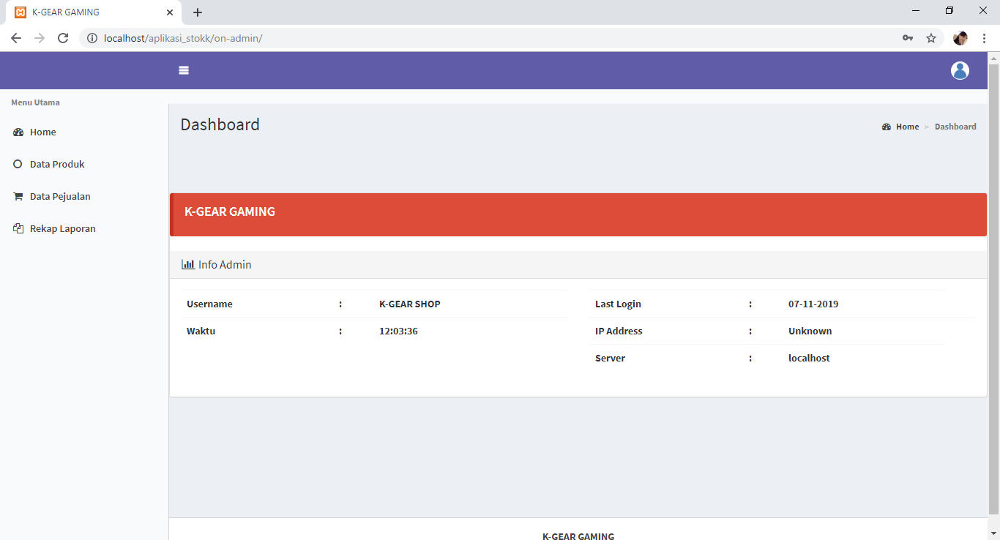 K-GEAR GAMING
localhost/aplikasi_stokk/on-admin/
Menu Utama
Home
Data Produk
Data Pejualan
Rekap Laporan
Dashboard
Home > Dashboard
K-GEAR GAMING
Info Admin
Username : K-GEAR SHOP
Waktu : 12:03:36
Last Login : 07-11-2019
IP Address : Unknown
Server : localhost
K-GEAR GAMING